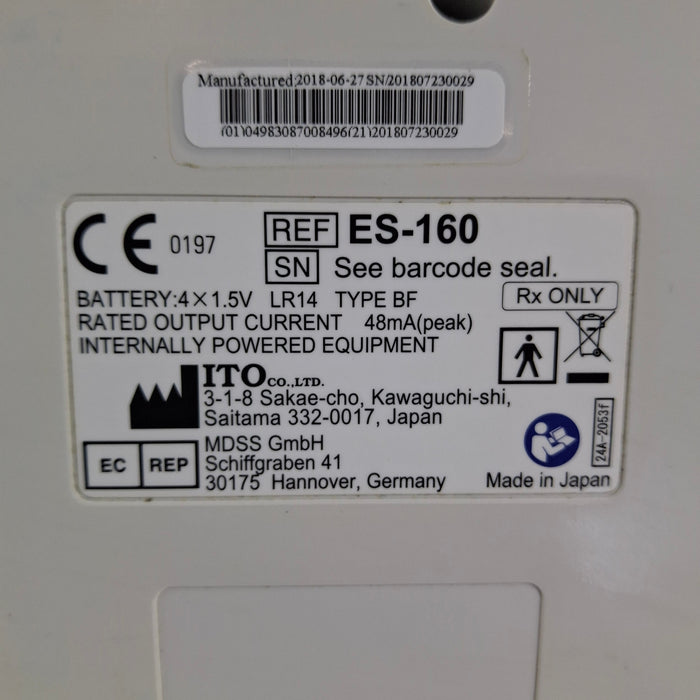 Manufactured:2018-06-27 SN/201807230029
(01)04983087008496(21)201807230029
CE 0197
REF ES-160
SN See barcode seal.
BATTERY:4×1.5V LR14 TYPE BF
Rx ONLY
RATED OUTPUT CURRENT 48mA(peak)
INTERNALLY POWERED EQUIPMENT
ITO CO.,LTD.
3-1-8 Sakae-cho, Kawaguchi-shi,
Saitama 332-0017, Japan
24A-2053f
EC REP
MDSS GmbH
Schiffgraben 41
30175 Hannover, Germany
Made in Japan